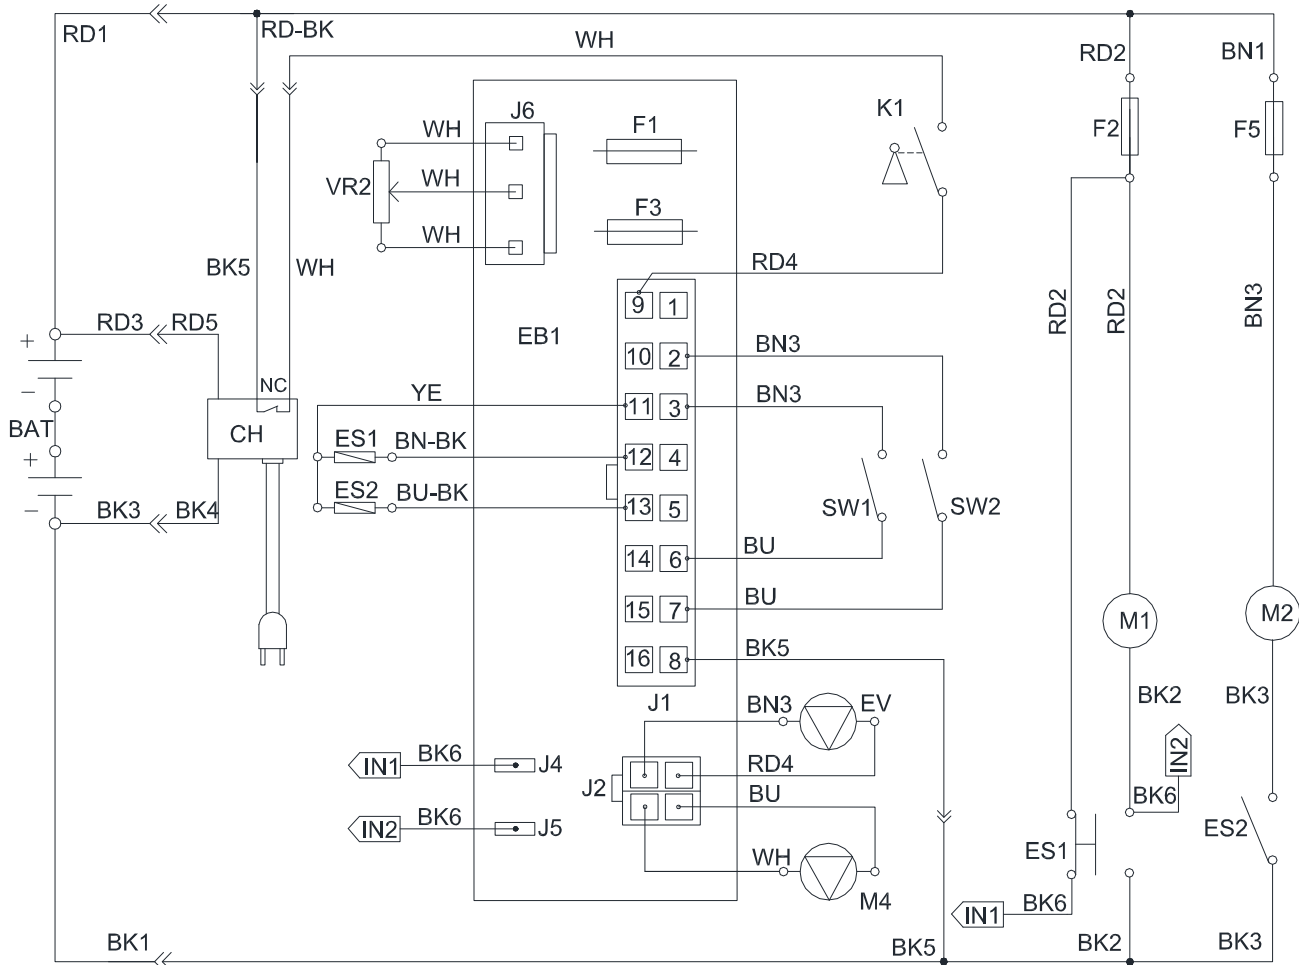 RD1
RD-BK
WH
RD2
BN1
J6
K1
WH
F1
F2
F5
VR2
WH
F3
WH
BK5
WH
RD4
RD2
RD2
BN3
9
1
RD3
RD5
+
EB1
10
2
BN3
−
NC
YE
11
3
BN3
BAT
CH
ES1
BN-BK
12
4
+
ES2
BU-BK
13
5
SW1
SW2
−
BK3
BK4
14
6
BU
15
7
BU
M1
M2
16
8
BK5
J1
BN3
EV
BK2
BK3
IN1
BK6
J4
J2
RD4
IN2
BU
BK6
IN2
BK6
J5
ES1
ES2
WH
M4
IN1
BK6
BK1
BK5
BK2
BK3